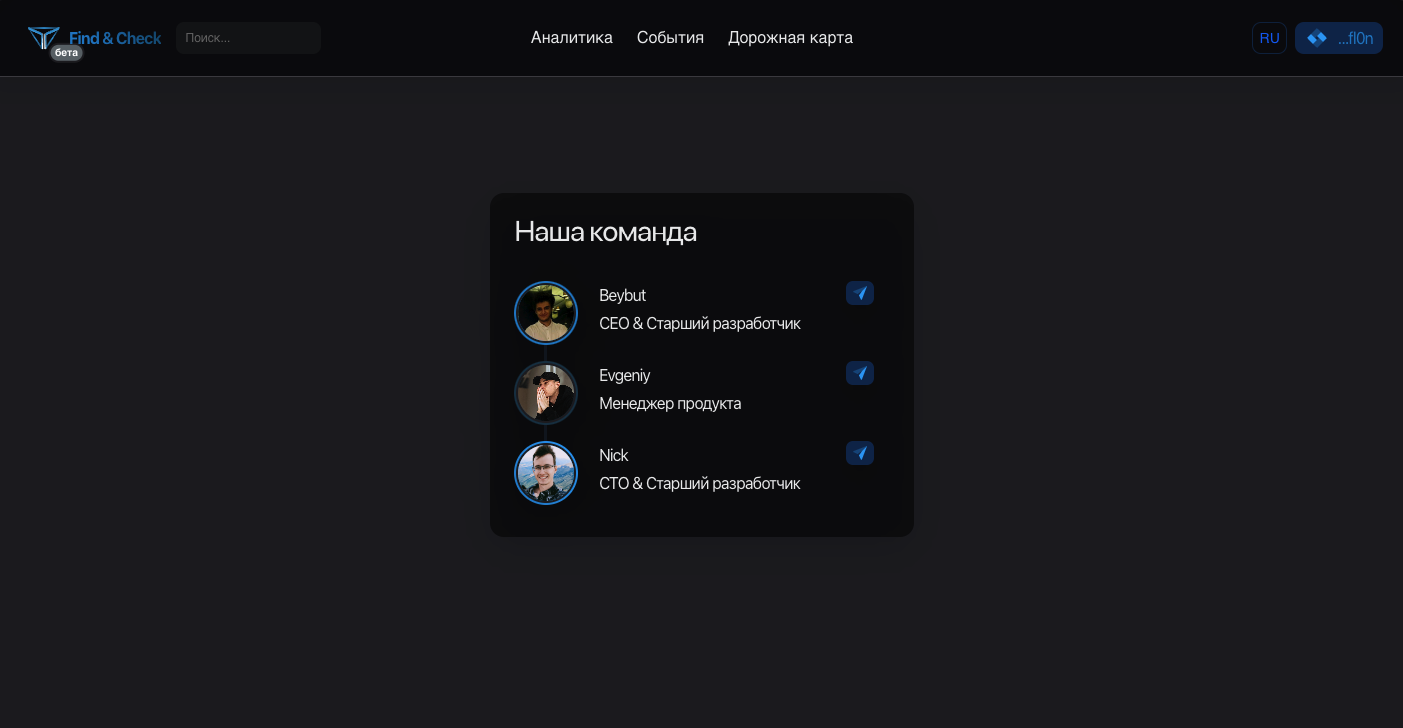 Find & Check
бета
Поиск...
Аналитика
События
Дорожная карта
RU
...fl0n
Наша команда
Beybut
CEO & Старший разработчик
Evgeniy
Менеджер продукта
Nick
CTO & Старший разработчик